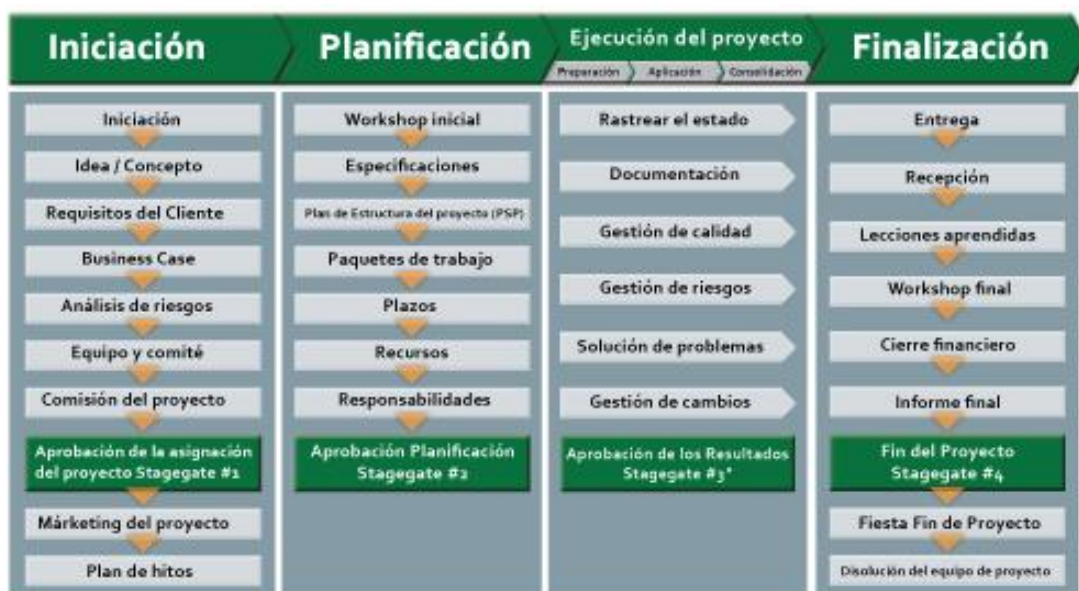 Iniciación
Planificación
Ejecución del proyecto
Preparación
Aplicación
Consolidación
Finalización
Iniciación
Idea / Concepto
Requisitos del Cliente
Business Case
Análisis de riesgos
Equipo y comité
Comisión del proyecto
Aprobación de la asignación
del proyecto Stagegate #1
Márketing del proyecto
Plan de hitos
Workshop inicial
Especificaciones
Plan de Estructura del proyecto (PSP)
Paquetes de trabajo
Plazos
Recursos
Responsabilidades
Aprobación Planificación
Stagegate #2
Rastrear el estado
Documentación
Gestión de calidad
Gestión de riesgos
Solución de problemas
Gestión de cambios
Aprobación de los Resultados
Stagegate #3*
Entrega
Recepción
Lecciones aprendidas
Workshop final
Cierre financiero
Informe final
Fin del Proyecto
Stagegate #4
Fiesta Fin de Proyecto
Disolución del equipo de proyecto